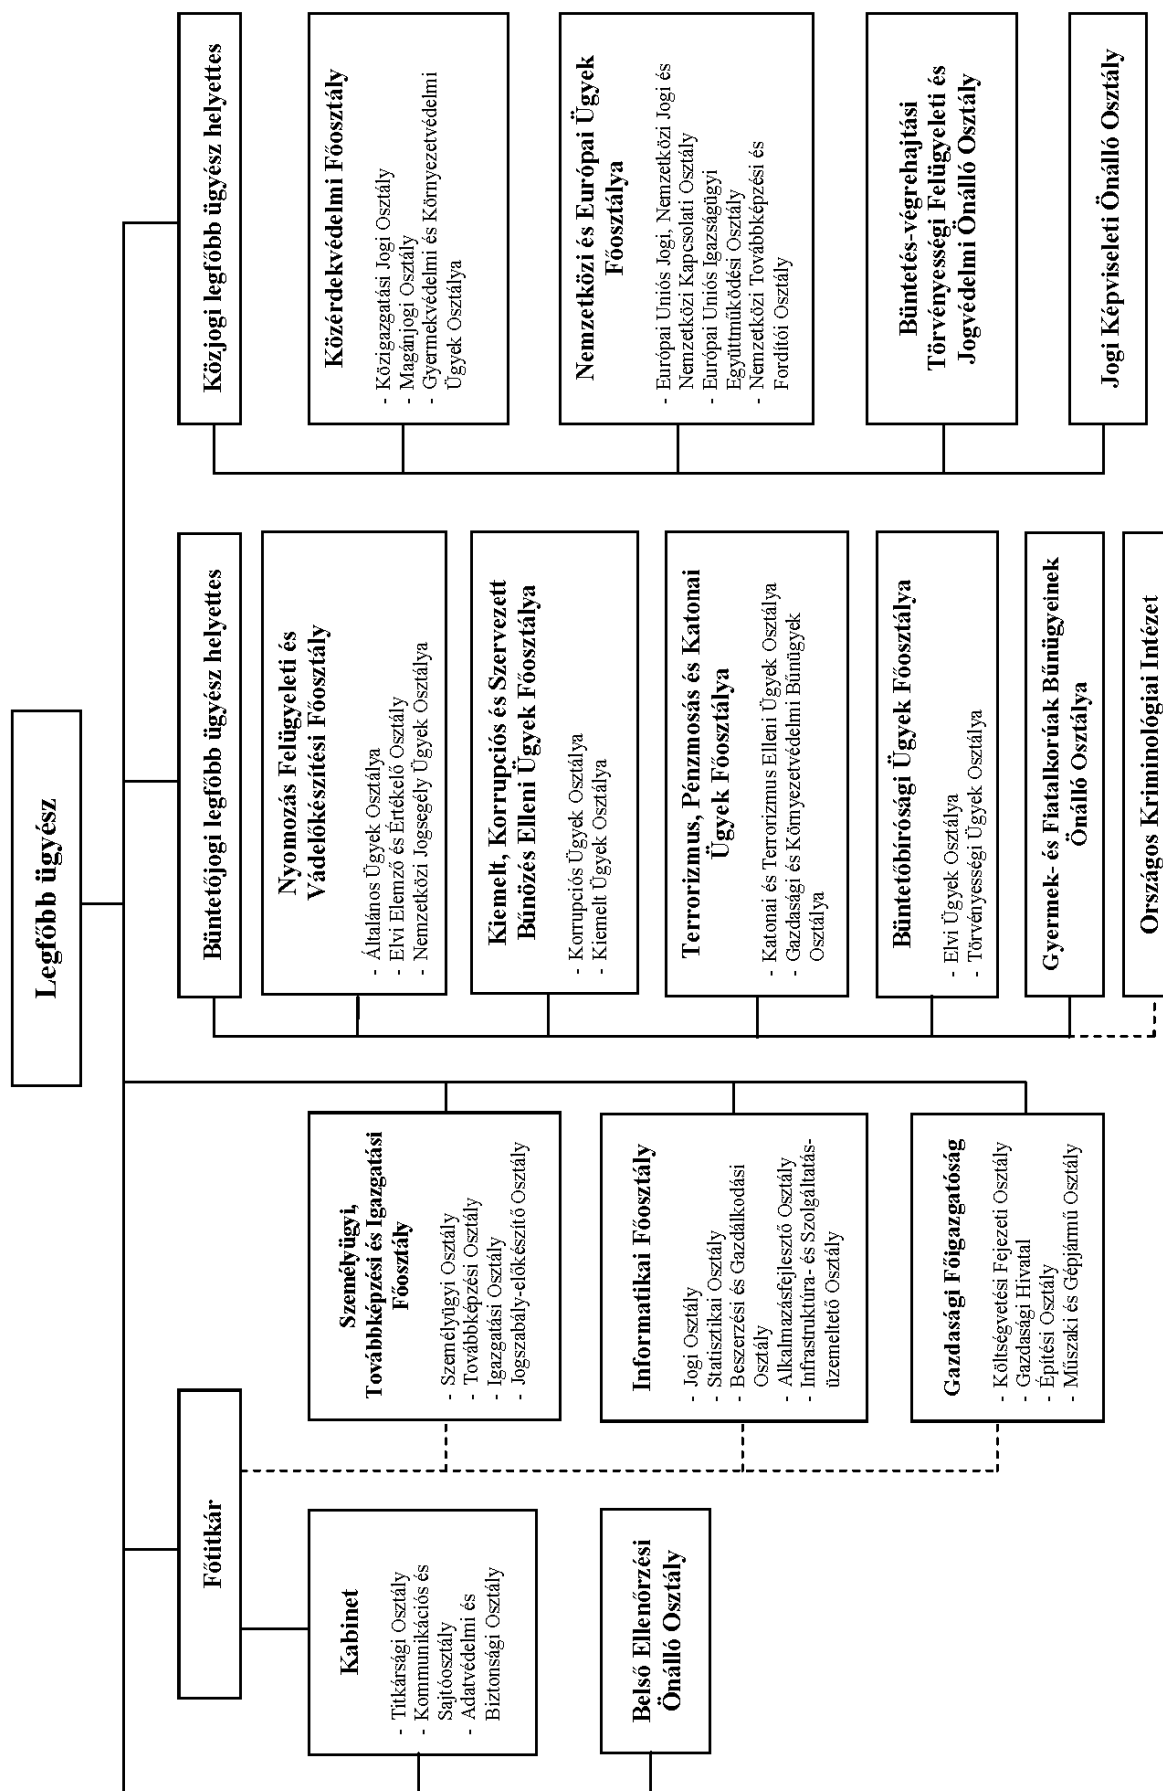 Legfőbb ügyész
Főtitkár
Kabinet
- Titkársági Osztály
- Kommunikációs és
Sajtóosztály
- Adatvédelmi és
Biztonsági Osztály
Belső Ellenőrzési
Önálló Osztály
Személyügyi,
Továbbképzési és Igazgatási
Főosztály
- Személyügyi Osztály
- Továbbképzési Osztály
- Igazgatási Osztály
- Jogszabály-előkészítő Osztály
Informatikai Főosztály
- Jogi Osztály
- Statisztikai Osztály
- Beszerzési és Gazdálkodási
Osztály
- Alkalmazásfejlesztő Osztály
- Infrastruktúra- és Szolgáltatás-
üzemeltető Osztály
Gazdasági Főigazgatóság
- Költségvetési Fejezeti Osztály
- Gazdasági Hivatal
- Építési Osztály
- Műszaki és Gépjármű Osztály
Büntetőjogi legfőbb ügyész helyettes
Nyomozás Felügyeleti és
Vádelőkészítési Főosztály
- Általános Ügyek Osztálya
- Elvi Elemző és Értékelő Osztály
- Nemzetközi Jogsegély Ügyek Osztálya
Kiemelt, Korrupciós és Szervezett
Bűnözés Elleni Ügyek Főosztálya
- Korrupciós Ügyek Osztálya
- Kiemelt Ügyek Osztálya
Terrorizmus, Pénzmosás és Katonai
Ügyek Főosztálya
- Katonai és Terrorizmus Elleni Ügyek Osztálya
- Gazdasági és Környezetvédelmi Bűnügyek
Osztálya
Büntetőbírósági Ügyek Főosztálya
- Elvi Ügyek Osztálya
- Törvényességi Ügyek Osztálya
Gyermek- és Fiatalkorúak Bűnügyeinek
Önálló Osztálya
Országos Kriminológiai Intézet
Közjogi legfőbb ügyész helyettes
Közérdekvédelmi Főosztály
- Közigazgatási Jogi Osztály
- Magánjogi Osztály
- Gyermekvédelmi és Környezetvédelmi
Ügyek Osztálya
Nemzetközi és Európai Ügyek
Főosztálya
- Európai Uniós Jogi, Nemzetközi Jogi és
Nemzetközi Kapcsolati Osztály
- Európai Uniós Igazságügyi
Együttműködési Osztály
- Nemzetközi Továbbképzési és
Fordítói Osztály
Büntetés-végrehajtási
Törvényességi Felügyeleti és
Jogvédelmi Önálló Osztály
Jogi Képviseleti Önálló Osztály